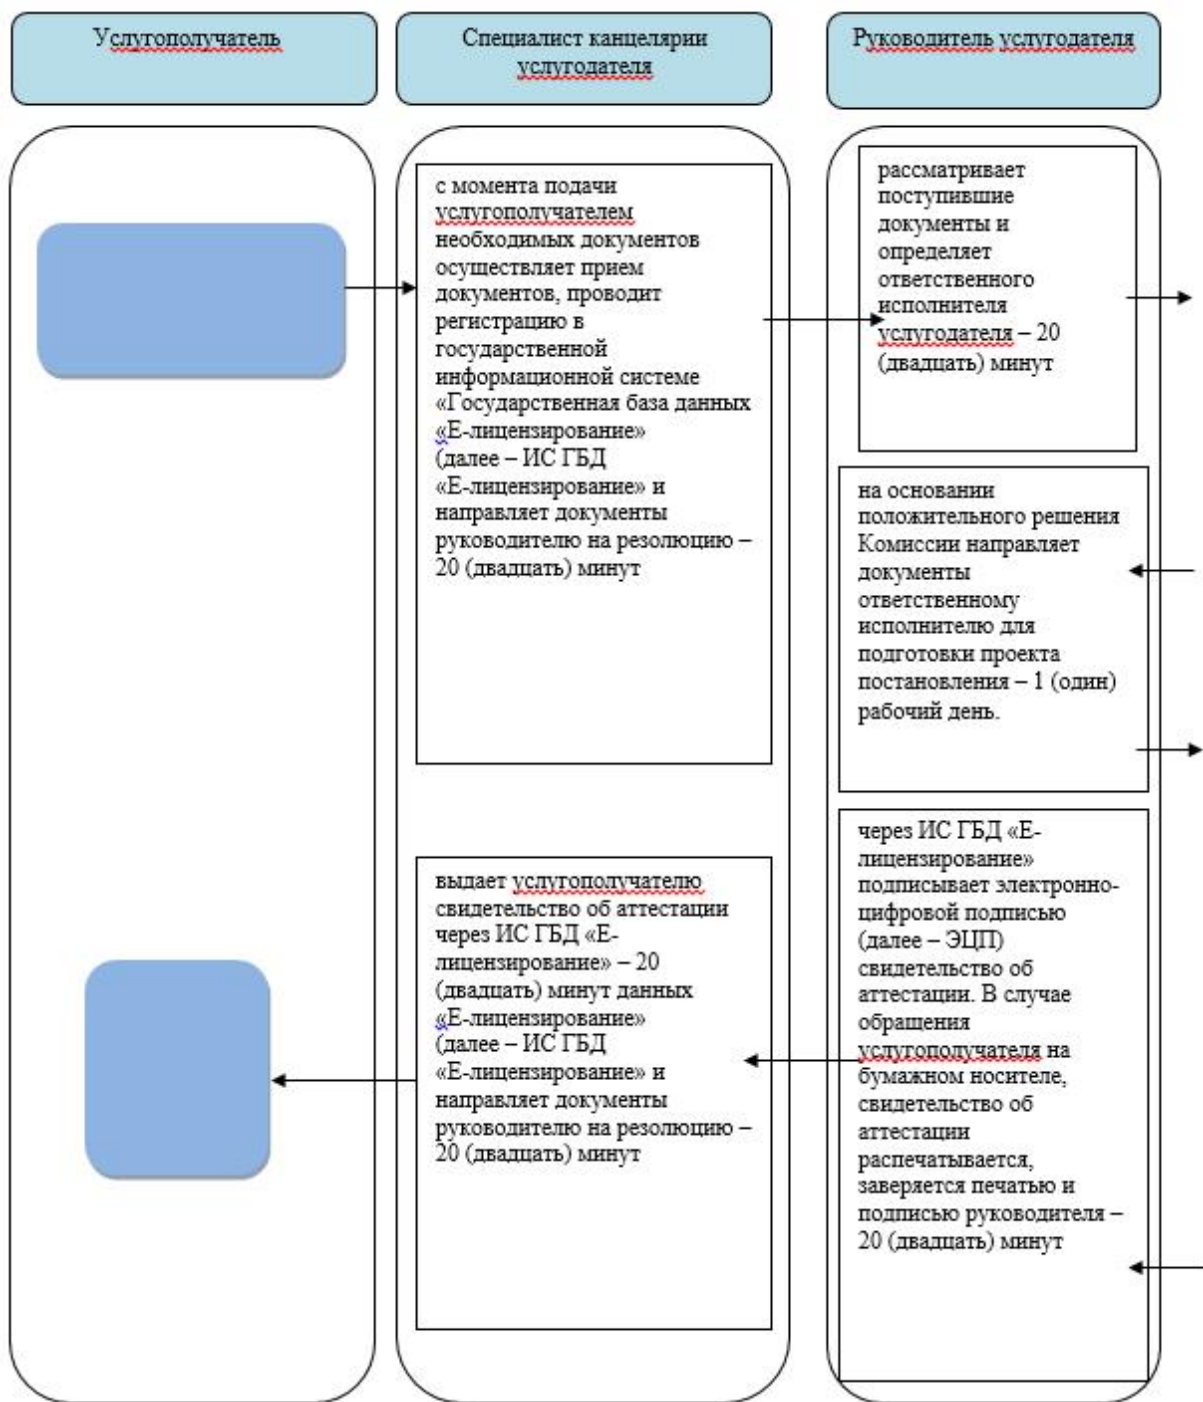 Услугополучатель
Специалист канцелярии
услугодателя
Руководитель услугодателя
с момента подачи
услугополучателем
необходимых документов
осуществляет прием
документов, проводит
регистрацию в
государственной
информационной системе
«Государственная база данных
«Е-лицензирование»
(далее – ИС ГБД
«Е-лицензирование» и
направляет документы
руководителю на резолюцию –
20 (двадцать) минут
рассматривает
поступившие
документы и
определяет
ответственного
исполнителя
услугодателя – 20
(двадцать) минут
на основании
положительного решения
Комиссии направляет
документы
ответственному
исполнителю для
подготовки проекта
постановления – 1 (один)
рабочий день.
через ИС ГБД «Е-
лицензирование»
подписывает электронно-
цифровой подписью
(далее – ЭЦП)
свидетельство об
аттестации. В случае
обращения
услугополучателя на
бумажном носителе,
свидетельство об
аттестации
распечатывается,
заверяется печатью и
подписью руководителя –
20 (двадцать) минут
выдает услугополучателю
свидетельство об аттестации
через ИС ГБД «Е-
лицензирование» – 20
(двадцать) минут данных
«Е-лицензирование»
(далее – ИС ГБД
«Е-лицензирование» и
направляет документы
руководителю на резолюцию –
20 (двадцать) минут